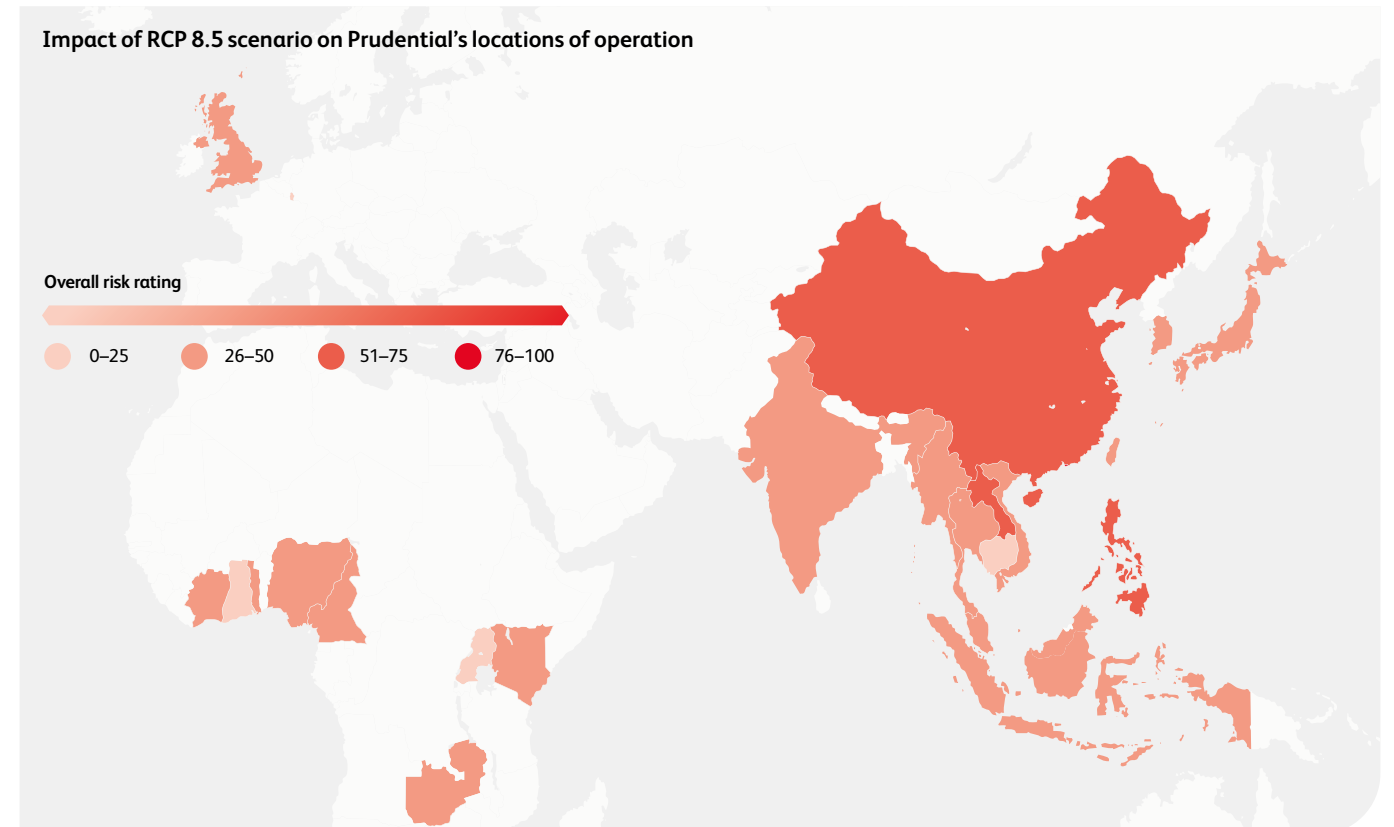 Impact of RCP 8.5 scenario on Prudential’s locations of operation
Overall risk rating
0–25 26–50 51–75 76–100